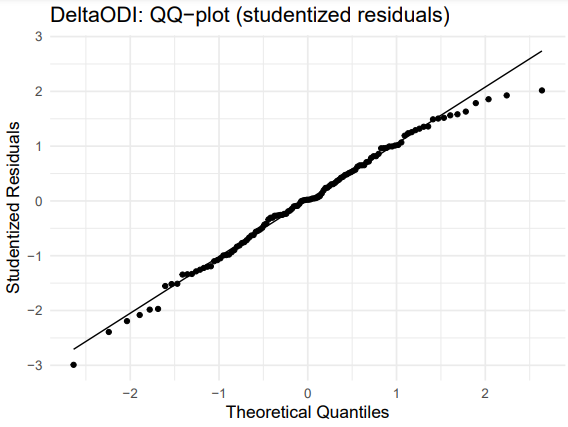 DeltaODI: QQ−plot (studentized residuals)
3
2
1
0
−1
−2
−3
Studentized Residuals
−2 −1 0 1 2
Theoretical Quantiles